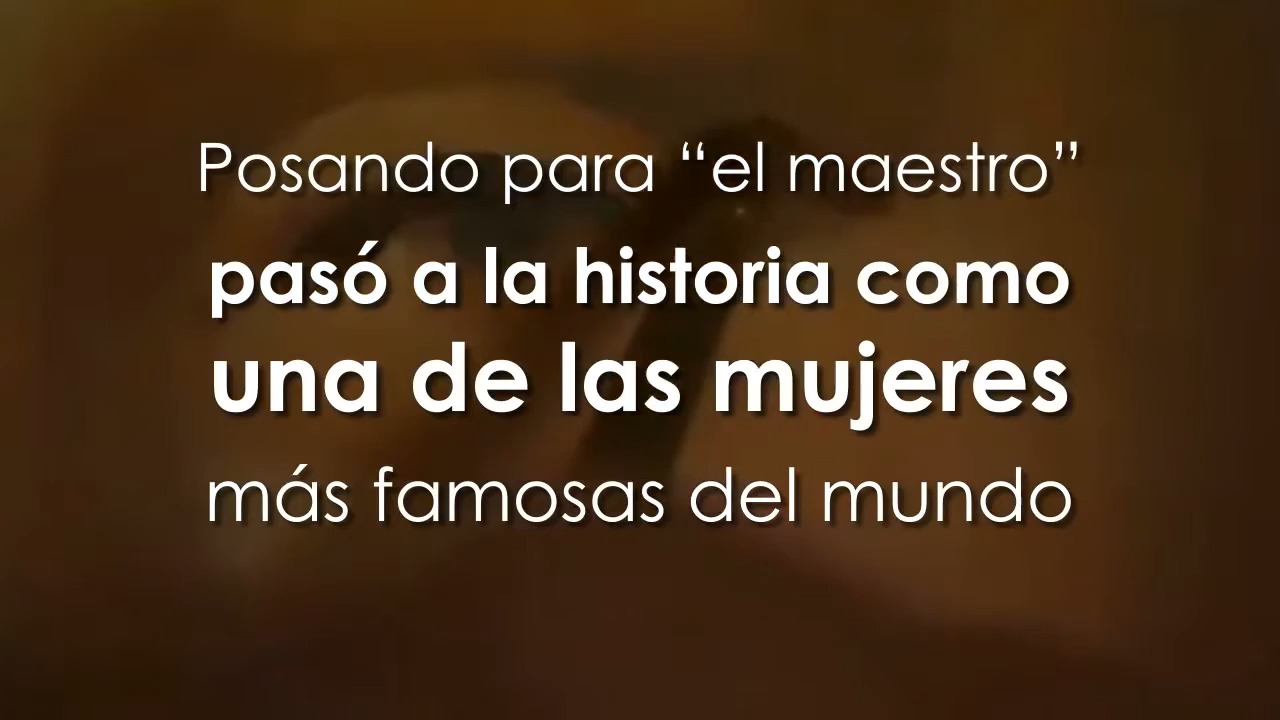 Posando para “el maestro”
pasó a la historia como
una de las mujeres
más famosas del mundo